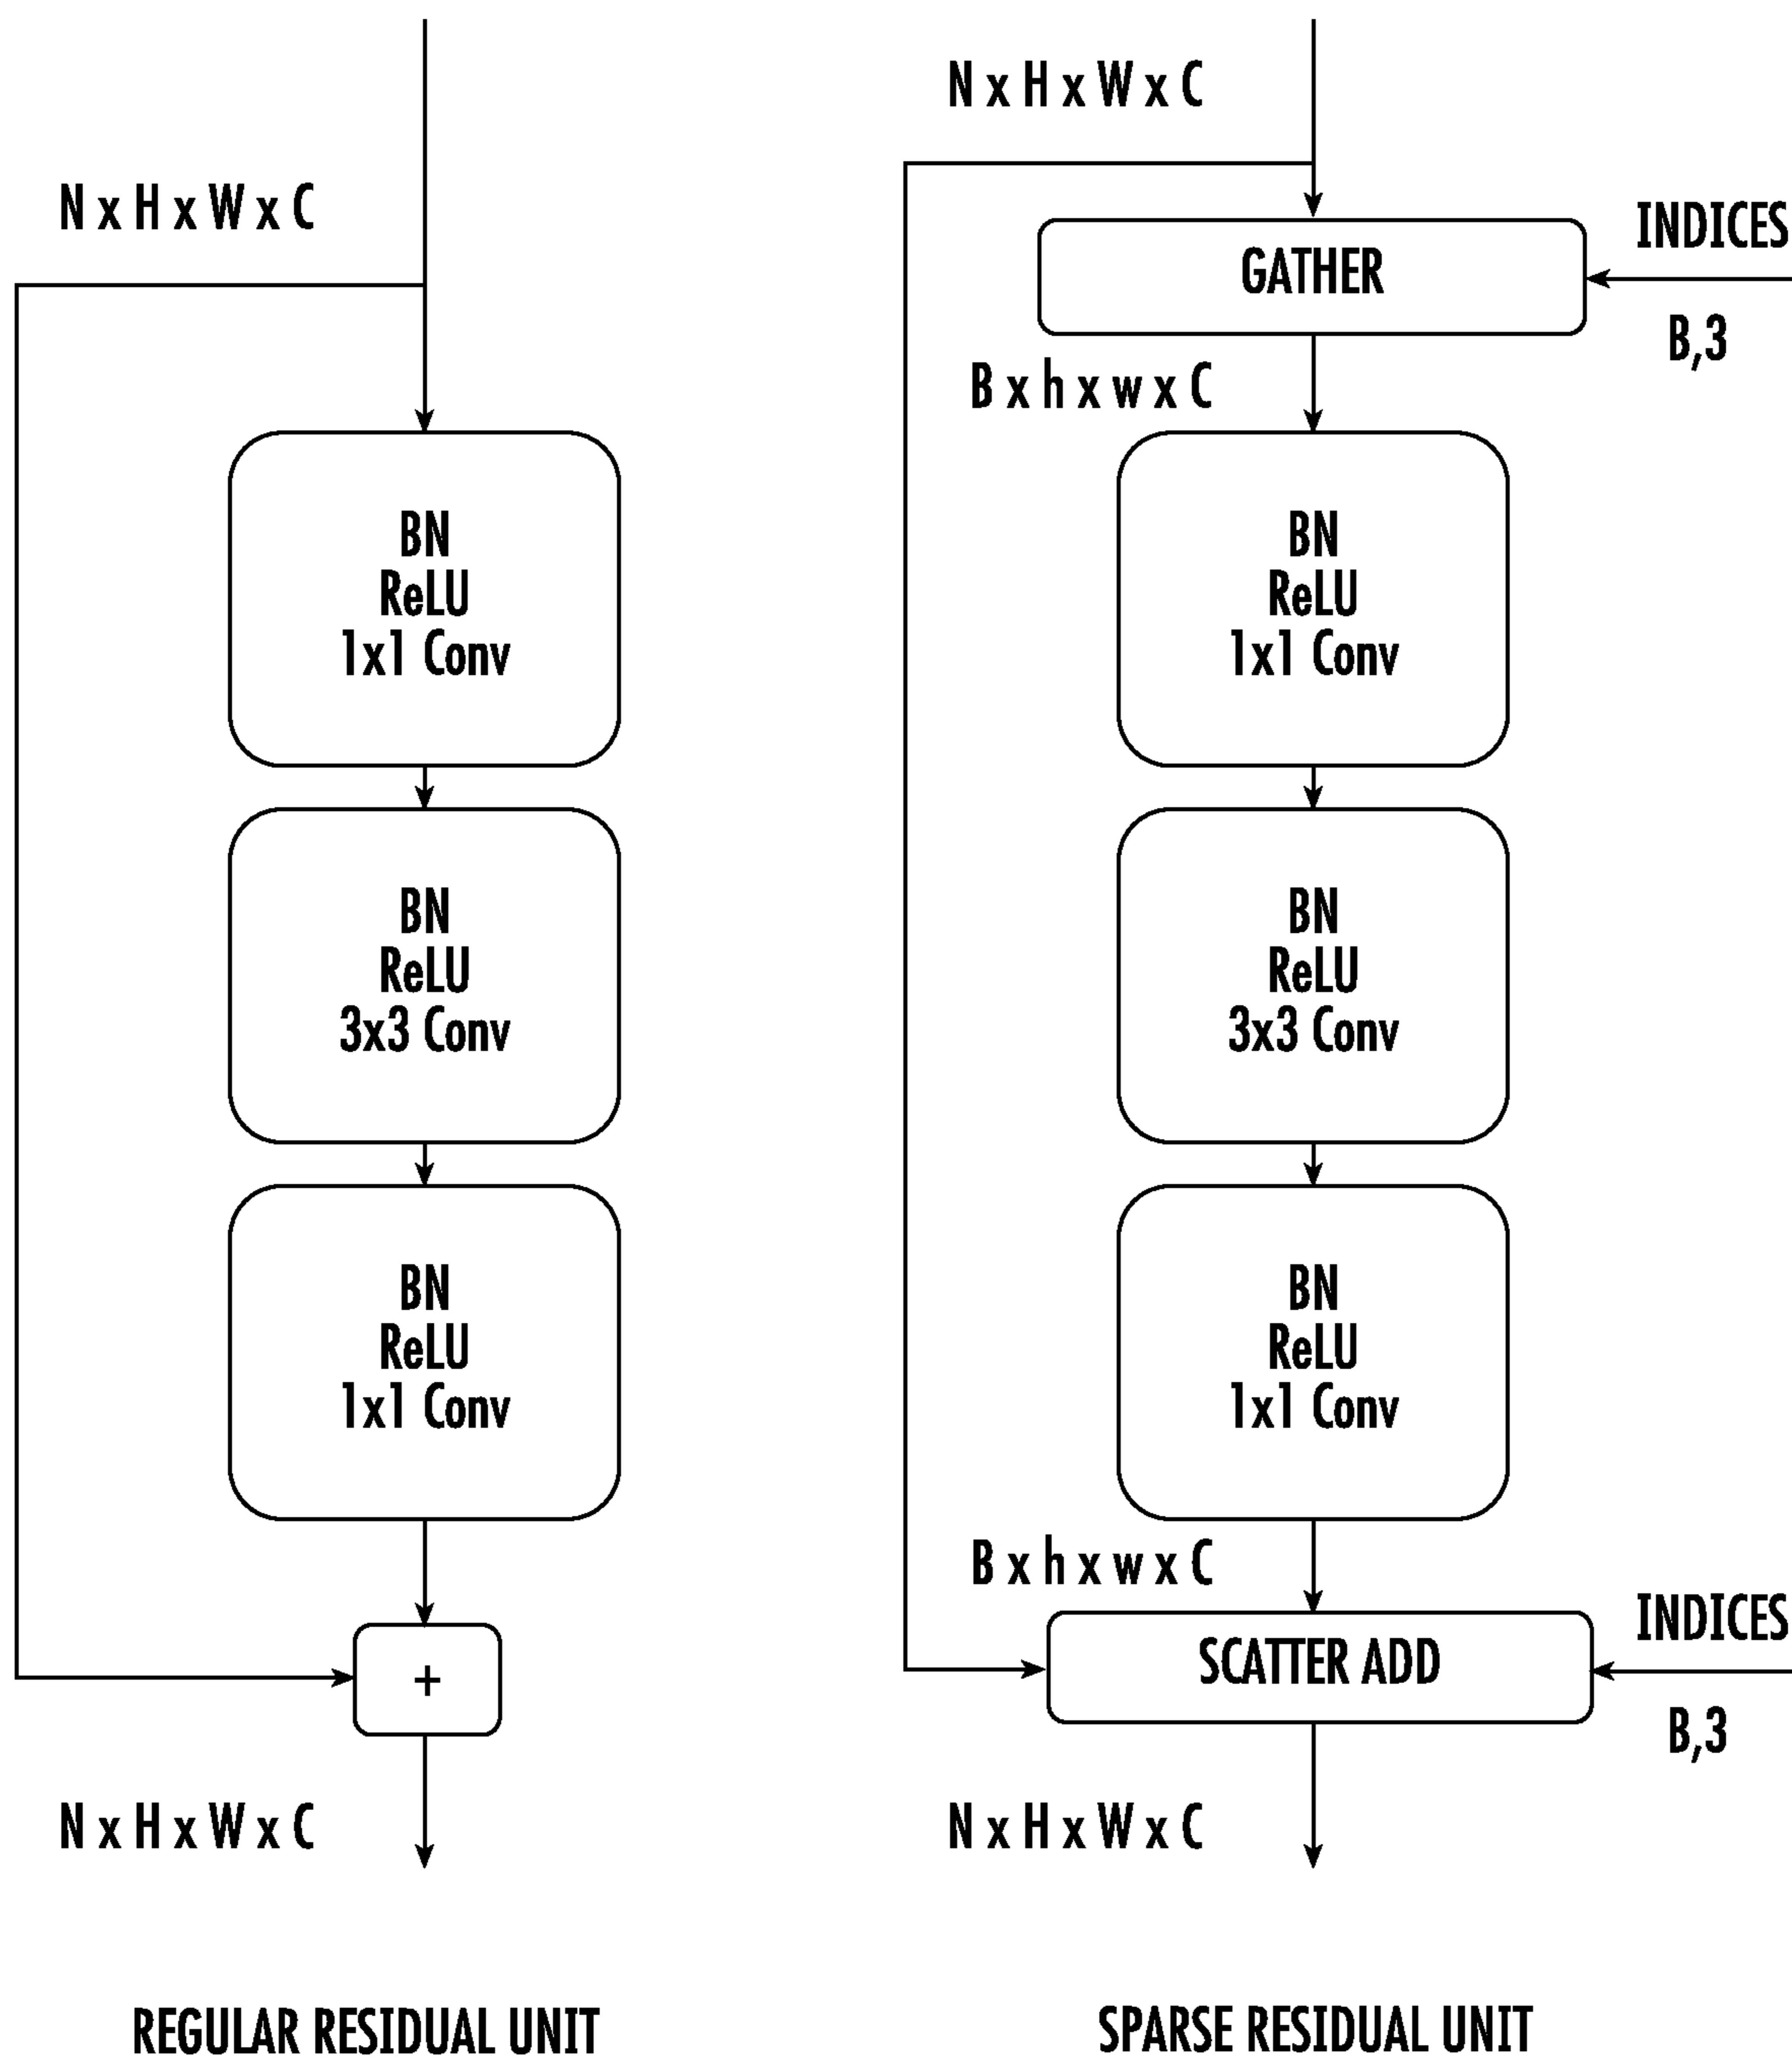 N x H x W x C
BN
ReLU
1x1 Conv
BN
ReLU
3x3 Conv
BN
ReLU
1x1 Conv
+
N x H x W x C
REGULAR RESIDUAL UNIT
N x H x W x C
GATHER
INDICES
B,3
B x h x w x C
BN
ReLU
1x1 Conv
BN
ReLU
3x3 Conv
BN
ReLU
1x1 Conv
B x h x w x C
SCATTER ADD
INDICES
B,3
N x H x W x C
SPARSE RESIDUAL UNIT